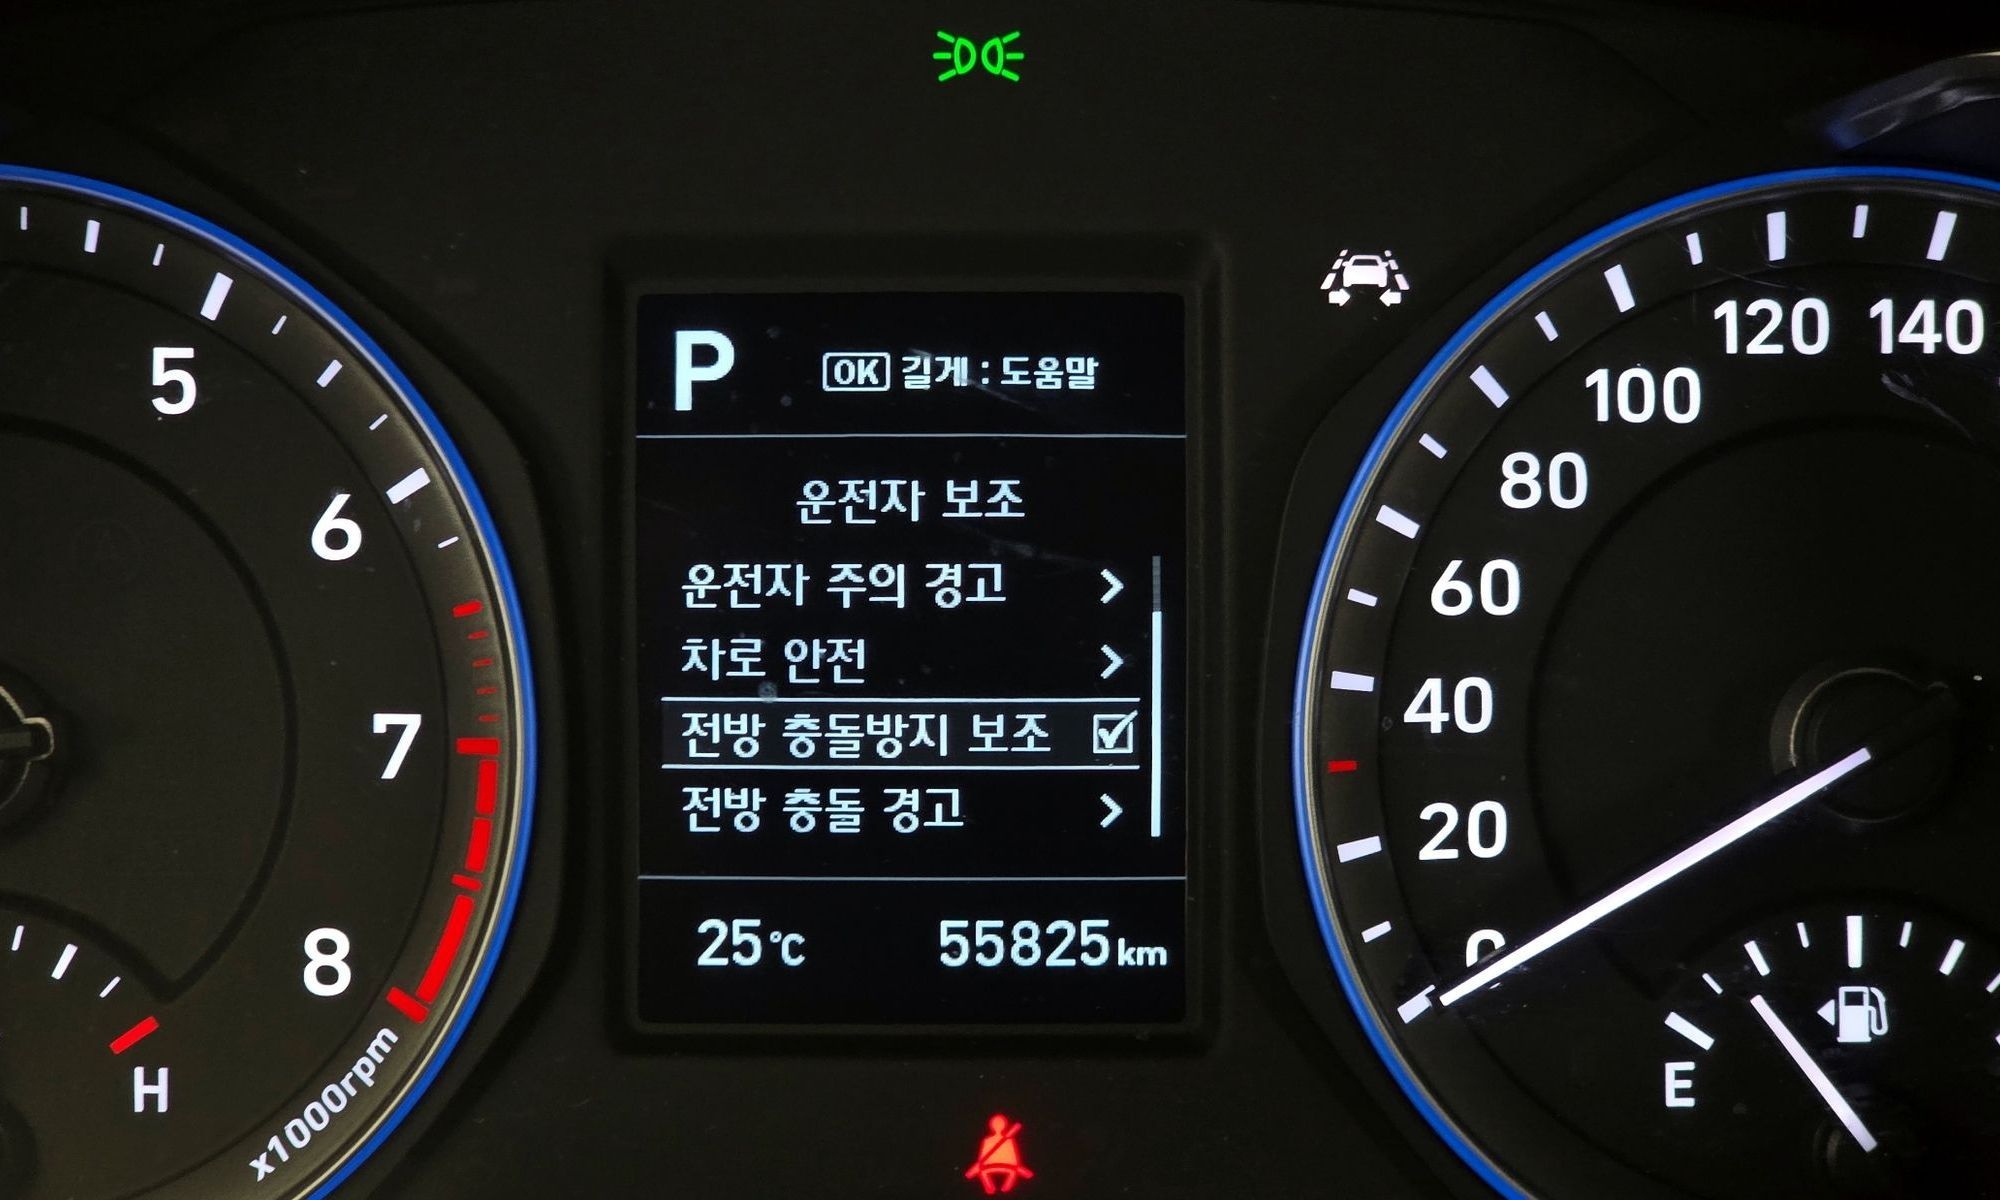 P
OK 길게 : 도움말
운전자 보조
운전자 주의 경고
차로 안전
전방 충돌방지 보조
전방 충돌 경고
25℃ 55825km
5
6
7
8
x1000rpm
H
0
20
40
60
80
100
120
140
E